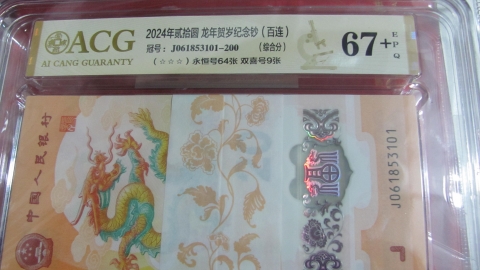 ACG
AI CANG GUARANTY
2024年贰拾圆 龙年贺岁纪念钞（百连）
冠号：J061853101-200 （综合分）
（☆☆☆）永恒号64张 双喜号9张
67+
EPQ
中国人民银行
J061853101